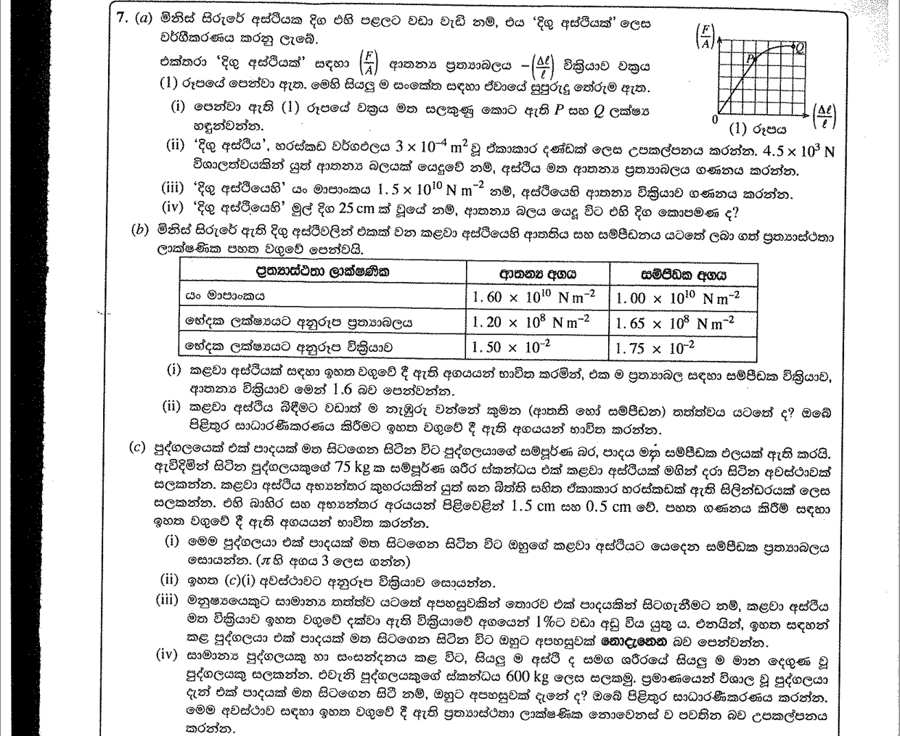 7. (a) මිනිස් සිරුරේ අස්ථියක දිග එහි පළලට වඩා වැඩි නම්, එය ‘දිගු අස්ථියක්’ ලෙස
වර්ගීකරණය කරනු ලැබේ.
එක්තරා ‘දිගු අස්ථියක්’ සඳහා (F/A) ආතන්‍ය ප්‍රත්‍යාබලය –(Δℓ/ℓ) වික්‍රියාව වක්‍රය
(1) රූපයේ පෙන්වා ඇත. මෙහි සියලු ම සංකේත සඳහා ඒවායේ සුපුරුදු තේරුම ඇත.
(F/A)
P
Q
0
(Δℓ/ℓ)
(1) රූපය
(i) පෙන්වා ඇති (1) රූපයේ වක්‍රය මත සලකුණු කොට ඇති P සහ Q ලක්ෂ්‍ය
හඳුන්වන්න.
(ii) ‘දිගු අස්ථිය’, හරස්කඩ වර්ගඵලය 3 × 10⁻⁴ m² වූ ඒකාකාර දණ්ඩක් ලෙස උපකල්පනය කරන්න. 4.5 × 10³ N
විශාලත්වයකින් යුත් ආතන්‍ය බලයක් යෙදුවේ නම්, අස්ථිය මත ආතන්‍ය ප්‍රත්‍යාබලය ගණනය කරන්න.
(iii) ‘දිගු අස්ථියෙහි’ යං මාපාංකය 1.5 × 10¹⁰ N m⁻² නම්, අස්ථියෙහි ආතන්‍ය වික්‍රියාව ගණනය කරන්න.
(iv) ‘දිගු අස්ථියෙහි’ මුල් දිග 25 cm ක් වූයේ නම්, ආතන්‍ය බලය යෙදූ විට එහි දිග කොපමණ ද?
(b) මිනිස් සිරුරේ ඇති දිගු අස්ථිවලින් එකක් වන කළවා අස්ථියෙහි ආතතිය සහ සම්පීඩනය යටතේ ලබා ගත් ප්‍රත්‍යාස්ථතා
ලාක්ෂණික පහත වගුවේ පෙන්වයි.
ප්‍රත්‍යාස්ථතා ලාක්ෂණික ආතන්‍ය අගය සම්පීඩක අගය
යං මාපාංකය 1.60 × 10¹⁰ N m⁻² 1.00 × 10¹⁰ N m⁻²
භේදක ලක්ෂ්‍යයට අනුරූප ප්‍රත්‍යාබලය 1.20 × 10⁸ N m⁻² 1.65 × 10⁸ N m⁻²
භේදක ලක්ෂ්‍යයට අනුරූප වික්‍රියාව 1.50 × 10⁻² 1.75 × 10⁻²
(i) කළවා අස්ථියක් සඳහා ඉහත වගුවේ දී ඇති අගයයන් භාවිත කරමින්, එක ම ප්‍රත්‍යාබල සඳහා සම්පීඩක වික්‍රියාව,
ආතන්‍ය වික්‍රියාව මෙන් 1.6 බව පෙන්වන්න.
(ii) කළවා අස්ථිය බිඳීමට වඩාත් ම නැඹුරු වන්නේ කුමන (ආතති හෝ සම්පීඩන) තත්ත්වය යටතේ ද? ඔබේ
පිළිතුර සාධාරණීකරණය කිරීමට ඉහත වගුවේ දී ඇති අගයයන් භාවිත කරන්න.
(c) පුද්ගලයෙක් එක් පාදයක් මත සිටගෙන සිටින විට පුද්ගලයාගේ සම්පූර්ණ බර, පාදය මත සම්පීඩක ඵලයක් ඇති කරයි.
ඇවිදිමින් සිටින පුද්ගලයකුගේ 75 kg ක සම්පූර්ණ ශරීර ස්කන්ධය එක් කළවා අස්ථියක් මගින් දරා සිටින අවස්ථාවක්
සලකන්න. කළවා අස්ථිය අභ්‍යන්තර කුහරයකින් යුත් ඝන බිත්ති සහිත ඒකාකාර හරස්කඩක් ඇති සිලින්ඩරයක් ලෙස
සලකන්න. එහි බාහිර සහ අභ්‍යන්තර අරයයන් පිළිවෙළින් 1.5 cm සහ 0.5 cm වේ. පහත ගණනය කිරීම් සඳහා
ඉහත වගුවේ දී ඇති අගයයන් භාවිත කරන්න.
(i) මෙම පුද්ගලයා එක් පාදයක් මත සිටගෙන සිටින විට ඔහුගේ කළවා අස්ථියට යෙදෙන සම්පීඩක ප්‍රත්‍යාබලය
සොයන්න. (π හි අගය 3 ලෙස ගන්න)
(ii) ඉහත (c)(i) අවස්ථාවට අනුරූප වික්‍රියාව සොයන්න.
(iii) මනුෂ්‍යයෙකුට සාමාන්‍ය තත්ත්ව යටතේ අපහසුවකින් තොරව එක් පාදයකින් සිටගැනීමට නම්, කළවා අස්ථිය
මත වික්‍රියාව ඉහත වගුවේ දක්වා ඇති වික්‍රියාවේ අගයෙන් 1%ට වඩා අඩු විය යුතු ය. එනයින්, ඉහත සඳහන්
කළ පුද්ගලයා එක් පාදයක් මත සිටගෙන සිටින විට ඔහුට අපහසුවක් නොදැනෙන බව පෙන්වන්න.
(iv) සාමාන්‍ය පුද්ගලයකු හා සංසන්දනය කළ විට, සියලු ම අස්ථි ද සමග ශරීරයේ සියලු ම මාන දෙගුණ වූ
පුද්ගලයකු සලකන්න. එවැනි පුද්ගලයකුගේ ස්කන්ධය 600 kg ලෙස සලකමු. ප්‍රමාණයෙන් විශාල වූ පුද්ගලයා
දැන් එක් පාදයක් මත සිටගෙන සිටී නම්, ඔහුට අපහසුවක් දැනේ ද? ඔබේ පිළිතුර සාධාරණීකරණය කරන්න.
මෙම අවස්ථාව සඳහා ඉහත වගුවේ දී ඇති ප්‍රත්‍යාස්ථතා ලාක්ෂණික නොවෙනස් ව පවතින බව උපකල්පනය
කරන්න.